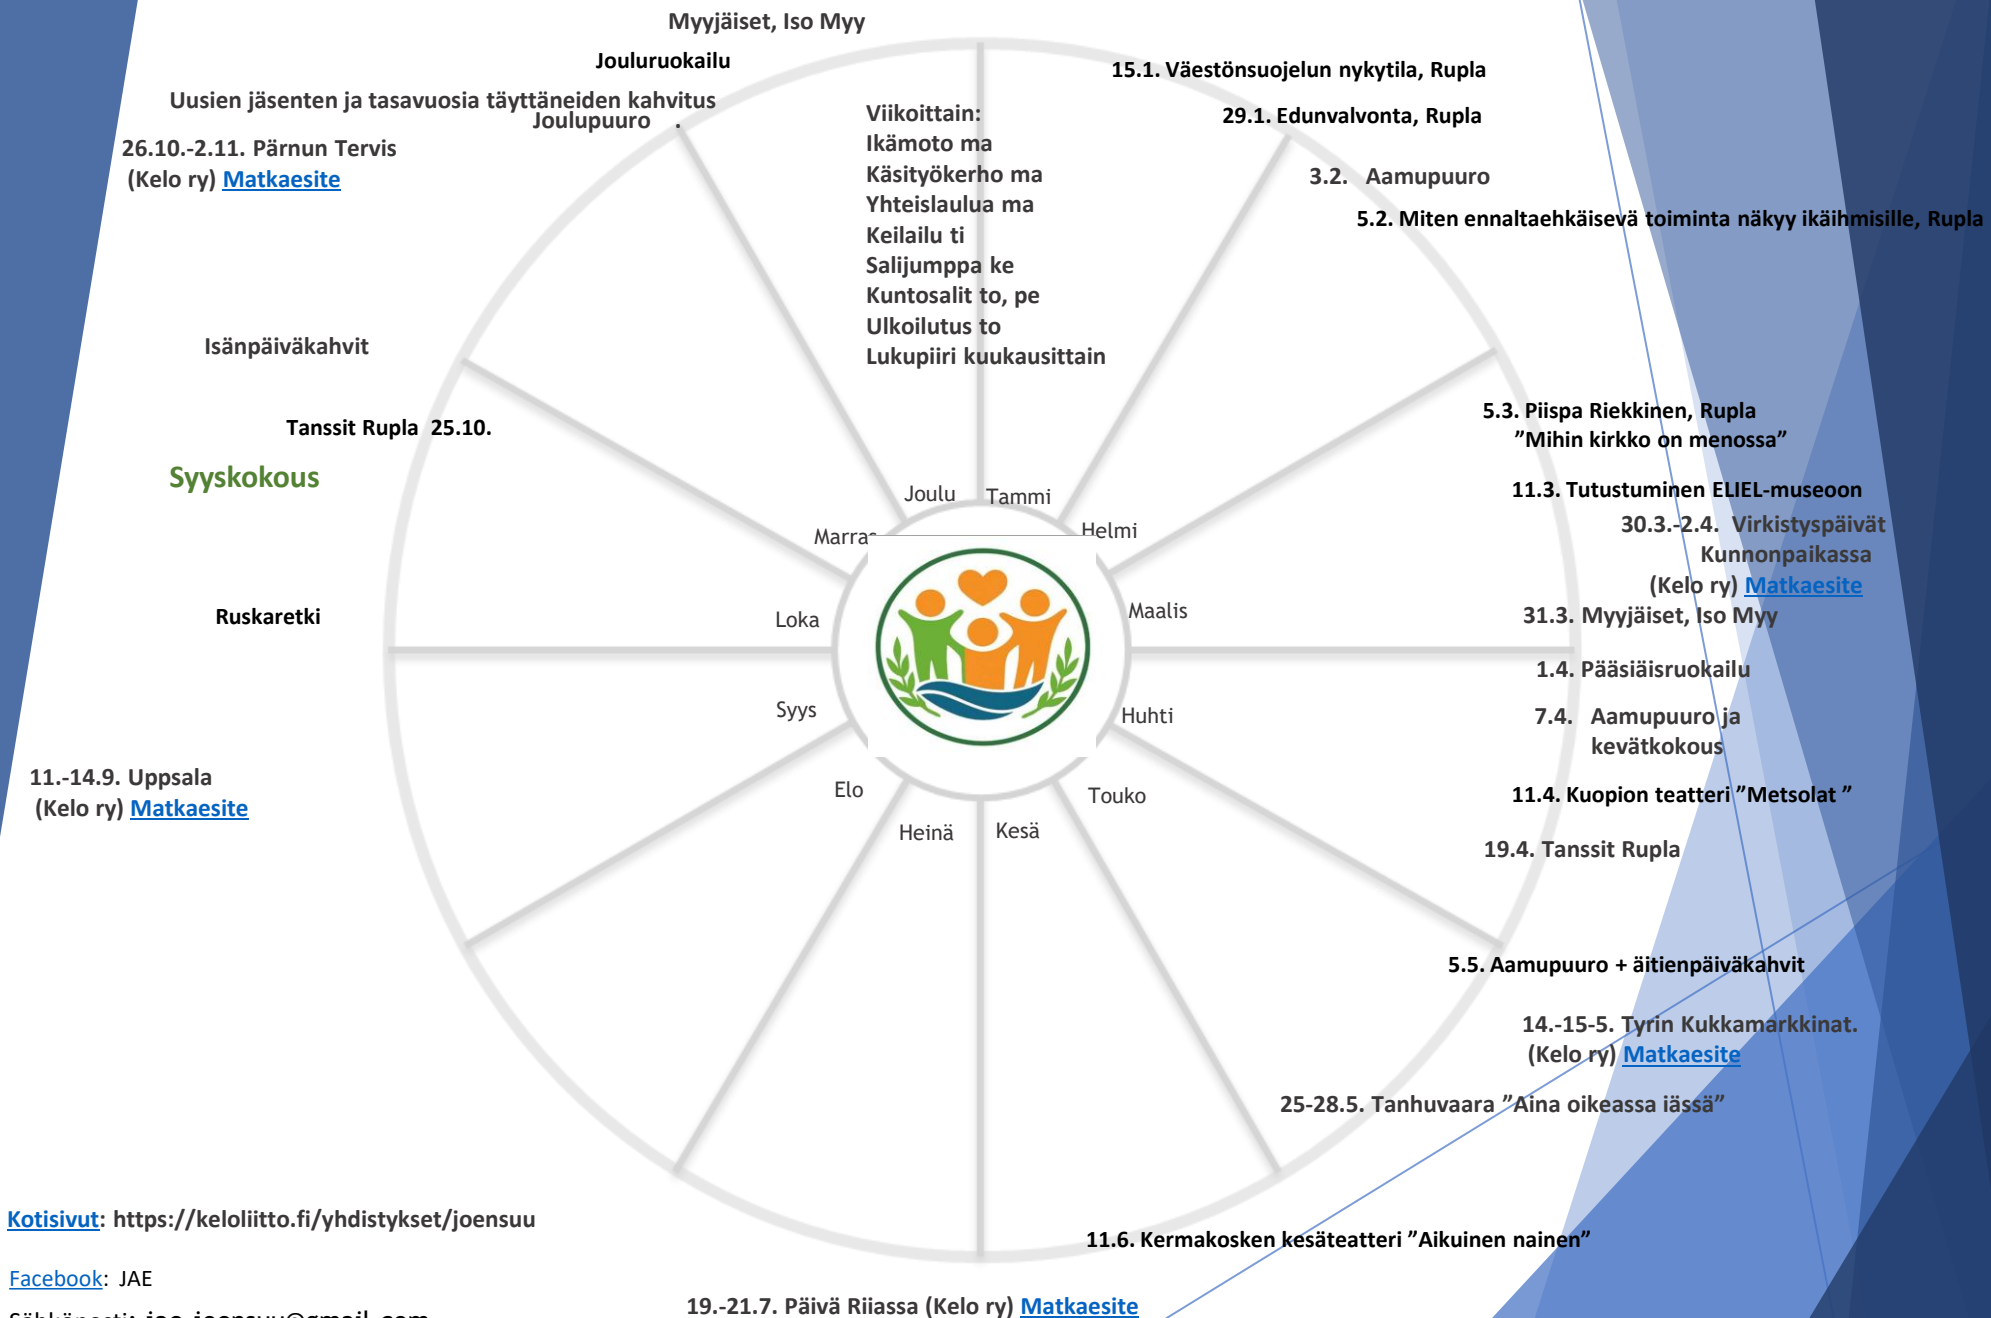 Myyjäiset, Iso Myy
Jouluruokailu
Uusien jäsenten ja tasavuosia täyttäneiden kahvitus
Joulupuuro .
26.10.-2.11. Pärnun Tervis
(Kelo ry) Matkaesite
Isänpäiväkahvit
Tanssit Rupla 25.10.
Syyskokous
Ruskaretki
11.-14.9. Uppsala
(Kelo ry) Matkaesite
Viikoittain:
Ikämoto ma
Käsityökerho ma
Yhteislaulua ma
Keilailu ti
Salijumppa ke
Kuntosalit to, pe
Ulkoilutus to
Lukupiiri kuukausittain
15.1. Väestönsuojelun nykytila, Rupla
29.1. Edunvalvonta, Rupla
3.2. Aamupuuro
5.2. Miten ennaltaehkäisevä toiminta näkyy ikäihmisille, Rupla
5.3. Piispa Riekkinen, Rupla
”Mihin kirkko on menossa”
11.3. Tutustuminen ELIEL-museoon
30.3.-2.4. Virkistyspäivät
Kunnonpaikassa
(Kelo ry) Matkaesite
31.3. Myyjäiset, Iso Myy
1.4. Pääsiäisruokailu
7.4. Aamupuuro ja
kevätkokous
11.4. Kuopion teatteri ”Metsolat ”
19.4. Tanssit Rupla
5.5. Aamupuuro + äitienpäiväkahvit
14.-15-5. Tyrin Kukkamarkkinat.
(Kelo ry) Matkaesite
25-28.5. Tanhuvaara ”Aina oikeassa iässä”
11.6. Kermakosken kesäteatteri ”Aikuinen nainen”
19.-21.7. Päivä Riiassa (Kelo ry) Matkaesite
Joulu
Tammi
Marras
Helmi
Loka
Maalis
Syys
Huhti
Elo
Touko
Heinä
Kesä
Kotisivut: https://keloliitto.fi/yhdistykset/joensuu
Facebook: JAE
Sähköposti: jae.joensuu@gmail.com